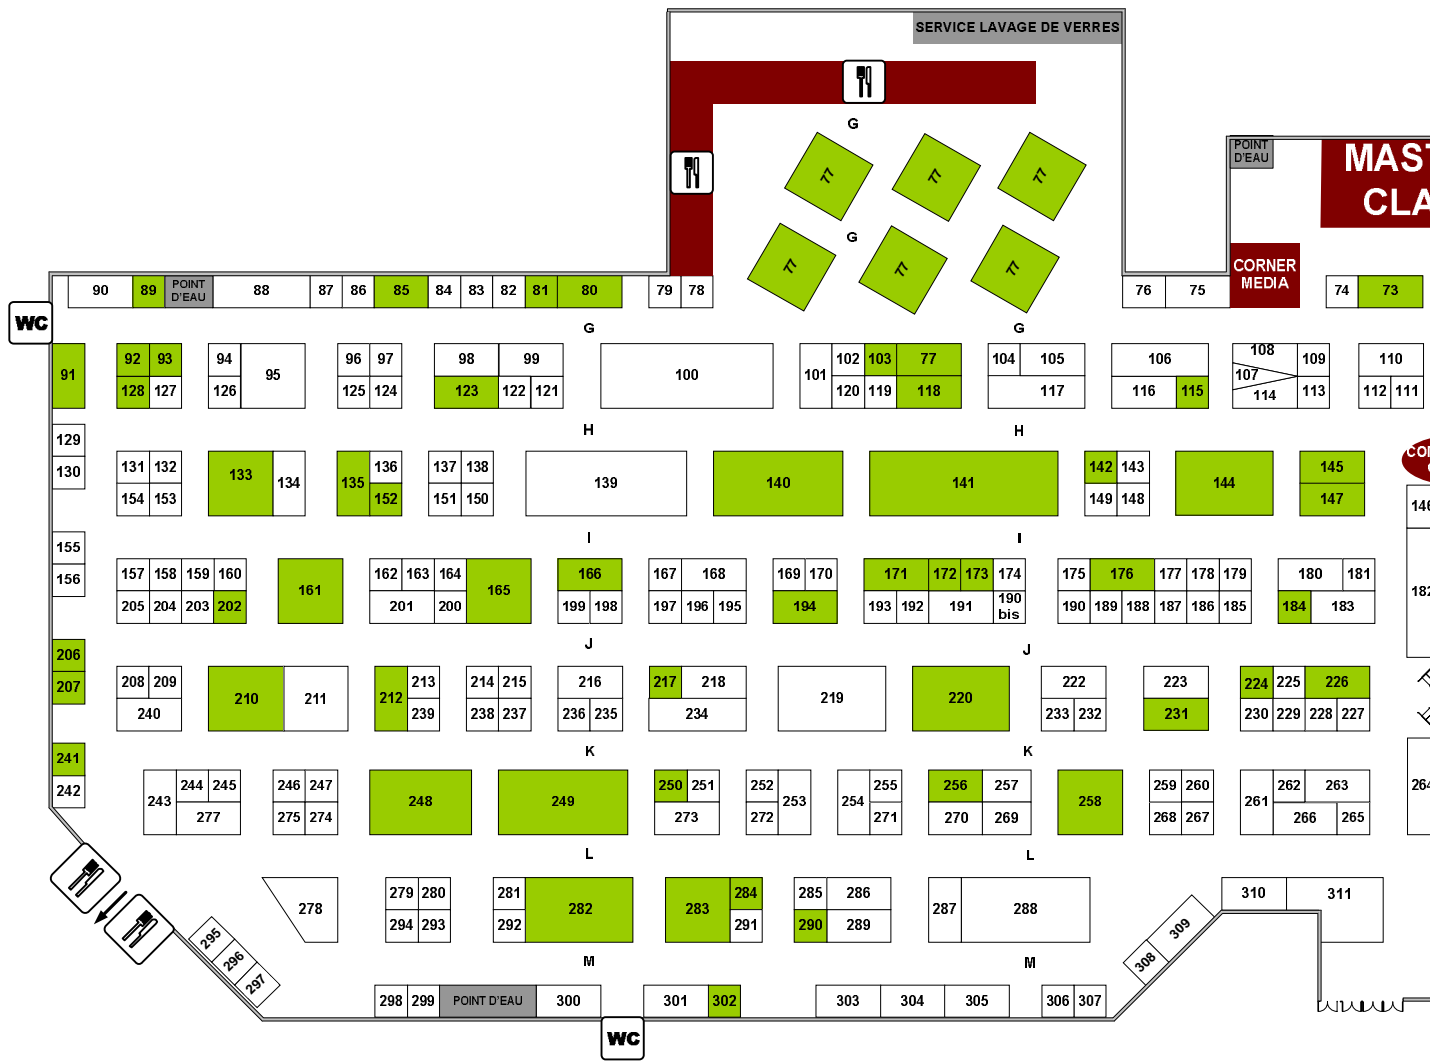 SERVICE LAVAGE DE VERRES
G
POINT
D'EAU
MAST
CLA
77 77 77
G
77 77 77
CORNER
MEDIA
90 89 POINT
D'EAU
88 87 86 85 84 83 82 81 80 79 78 76 75 74 73
WC
G G
91 92 93 94 95 96 97 98 99 100 101 102 103 77 104 105 106 107 108 109 110
128 127 126 125 124 123 122 121 120 119 118 117 116 115 114 113 112 111
H H
129
130
131 132 133 134 135 136 137 138 139 140 141 142 143 144 145
154 153 152 151 150 149 148 147 146
I I
155
156
157 158 159 160 161 162 163 164 165 166 167 168 169 170 171 172 173 174 175 176 177 178 179 180 181
205 204 203 202 201 200 199 198 197 196 195 194 193 192 191 190
bis
190 189 188 187 186 185 184 183 182
J J
206
207
208 209 210 211 212 213 214 215 216 217 218 219 220 222 223 224 225 226
240 239 238 237 236 235 234 233 232 231 230 229 228 227
K K
241
242
243 244 245 246 247 248 249 250 251 252 253 254 255 256 257 258 259 260 261 262 263 264
277 275 274 273 272 271 270 269 268 267 266 265
L L
278 279 280 281 282 283 284 285 286 287 288 310 311
294 293 292 291 290 289
295
296
297
309
308
M M
298 299 POINT D'EAU 300 301 302 303 304 305 306 307
WC